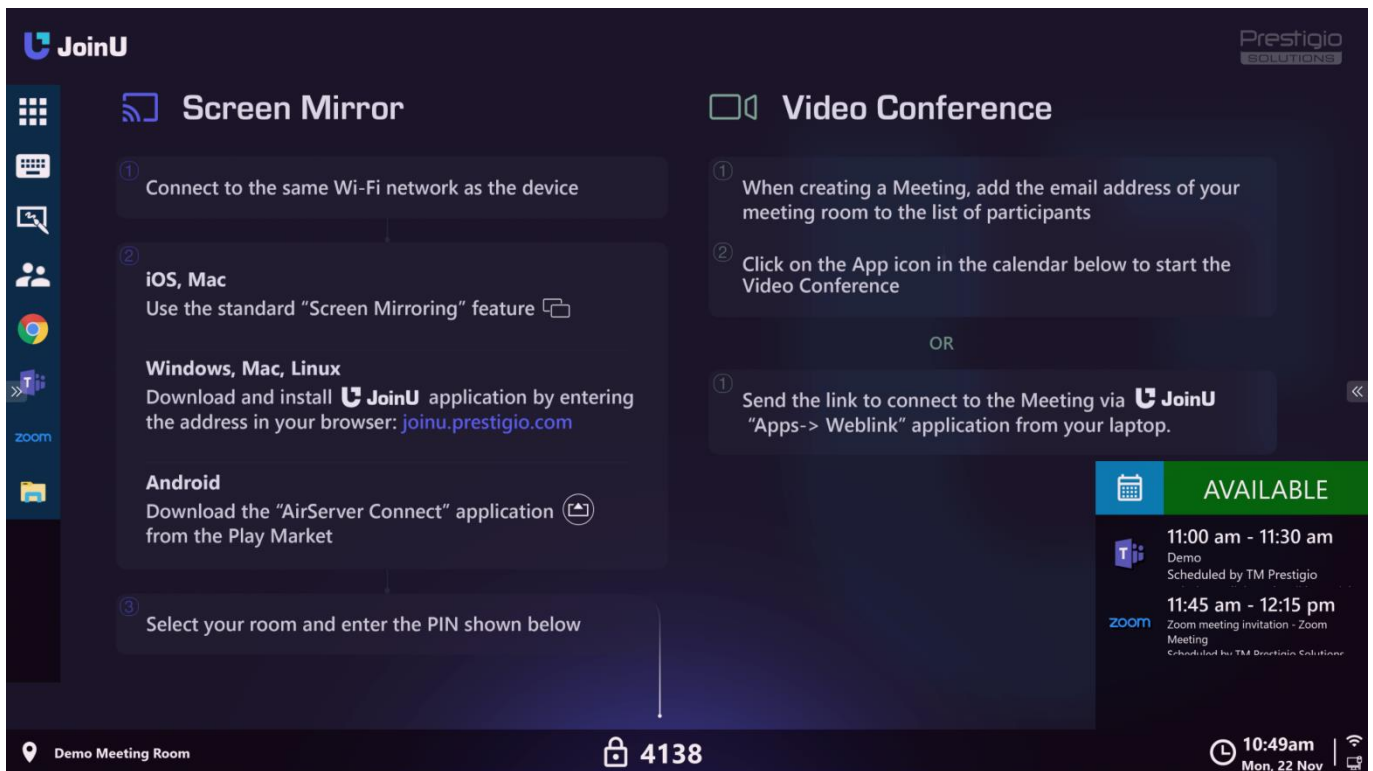 JoinU
Prestigio
SOLUTIONS
Screen Mirror
1
Connect to the same Wi-Fi network as the device
2
iOS, Mac
Use the standard “Screen Mirroring” feature
Windows, Mac, Linux
Download and install JoinU application by entering
the address in your browser: joinu.prestigio.com
Android
Download the “AirServer Connect” application
from the Play Market
3
Select your room and enter the PIN shown below
Video Conference
1
When creating a Meeting, add the email address of your
meeting room to the list of participants
2
Click on the App icon in the calendar below to start the
Video Conference
OR
1
Send the link to connect to the Meeting via JoinU
“Apps-> Weblink” application from your laptop.
T
zoom
AVAILABLE
T
11:00 am - 11:30 am
Demo
Scheduled by TM Prestigio
zoom
11:45 am - 12:15 pm
Zoom meeting invitation - Zoom
Meeting
Scheduled by TM Prestigio Solutions
Demo Meeting Room
4138
10:49am
Mon, 22 Nov